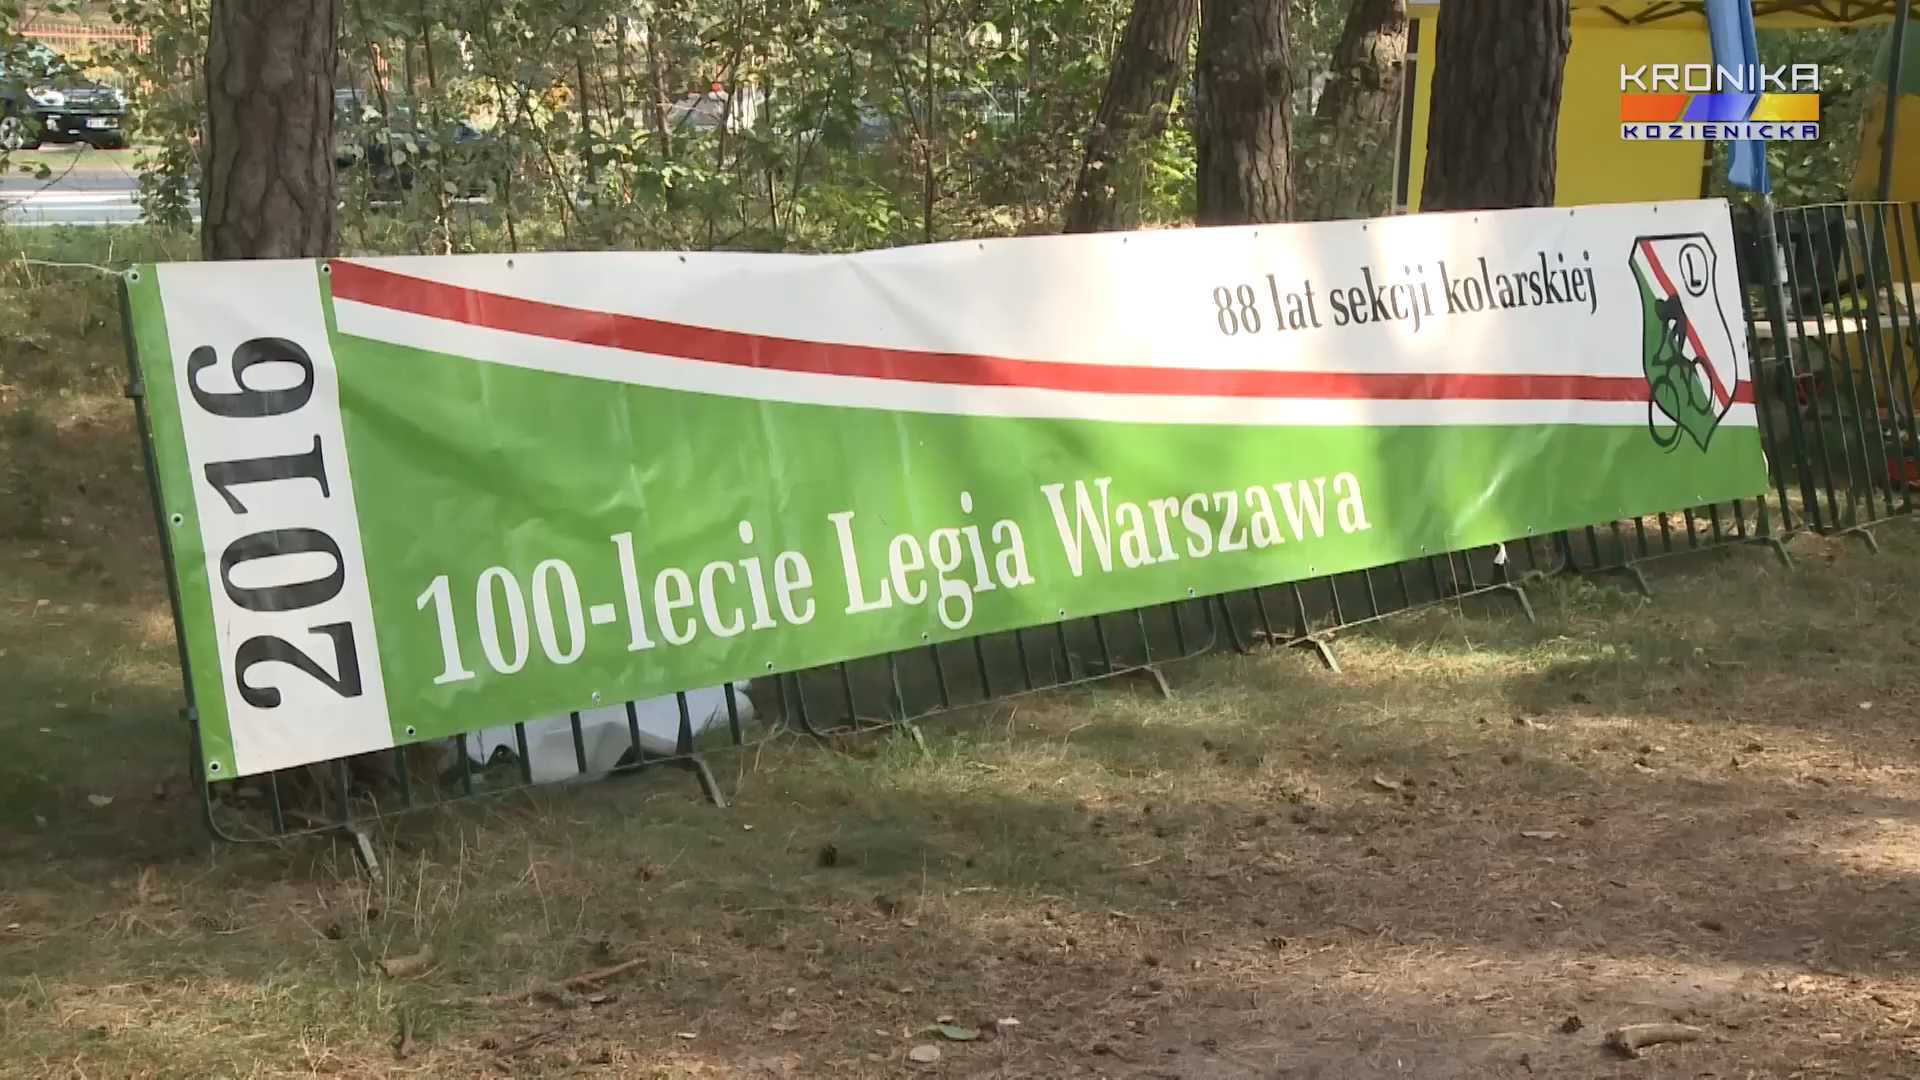 KRONIKA
KOZIENICKA
88 lat sekcji kolarskiej
L
2016
100-lecie Legia Warszawa